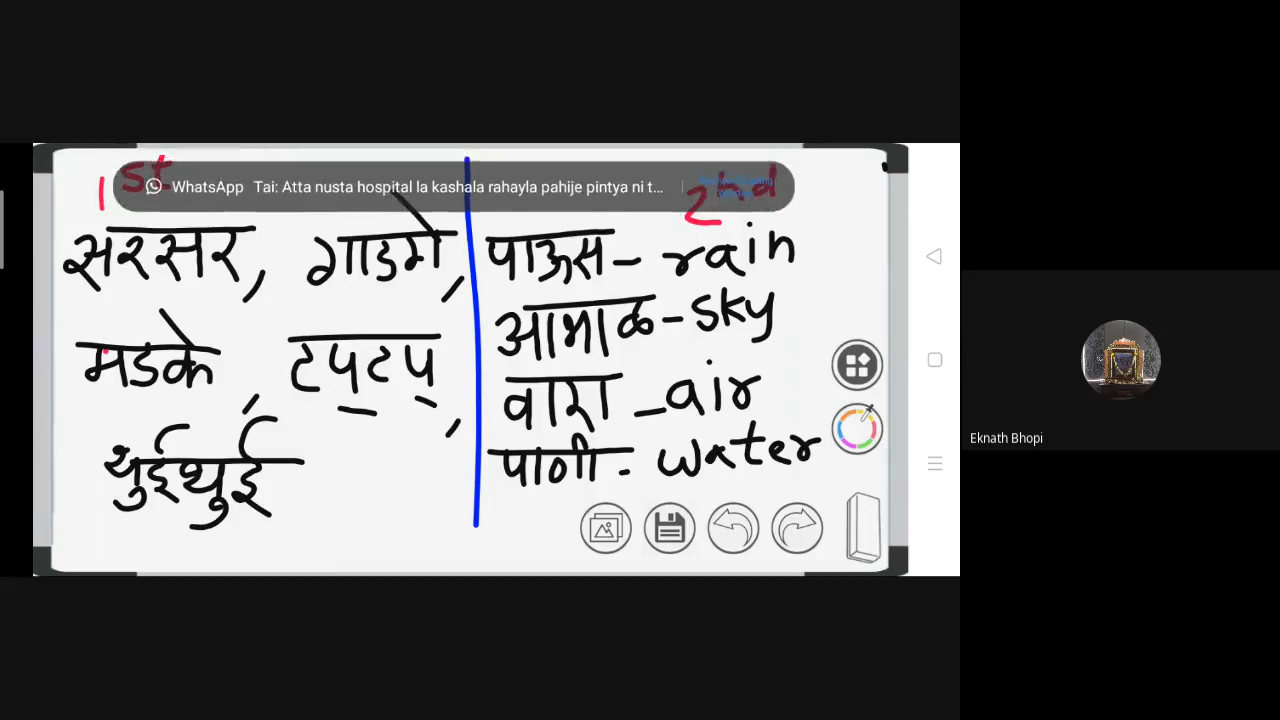 1st
2nd
WhatsApp Tai: Atta nusta hospital la kashala rahayla pahije pintya ni t...
सरसर, गाडगे,
मडके, टपटप,
थुईथुई
पाऊस - rain
आभाळ - sky
वारा - air
पाणी - water
Eknath Bhopi